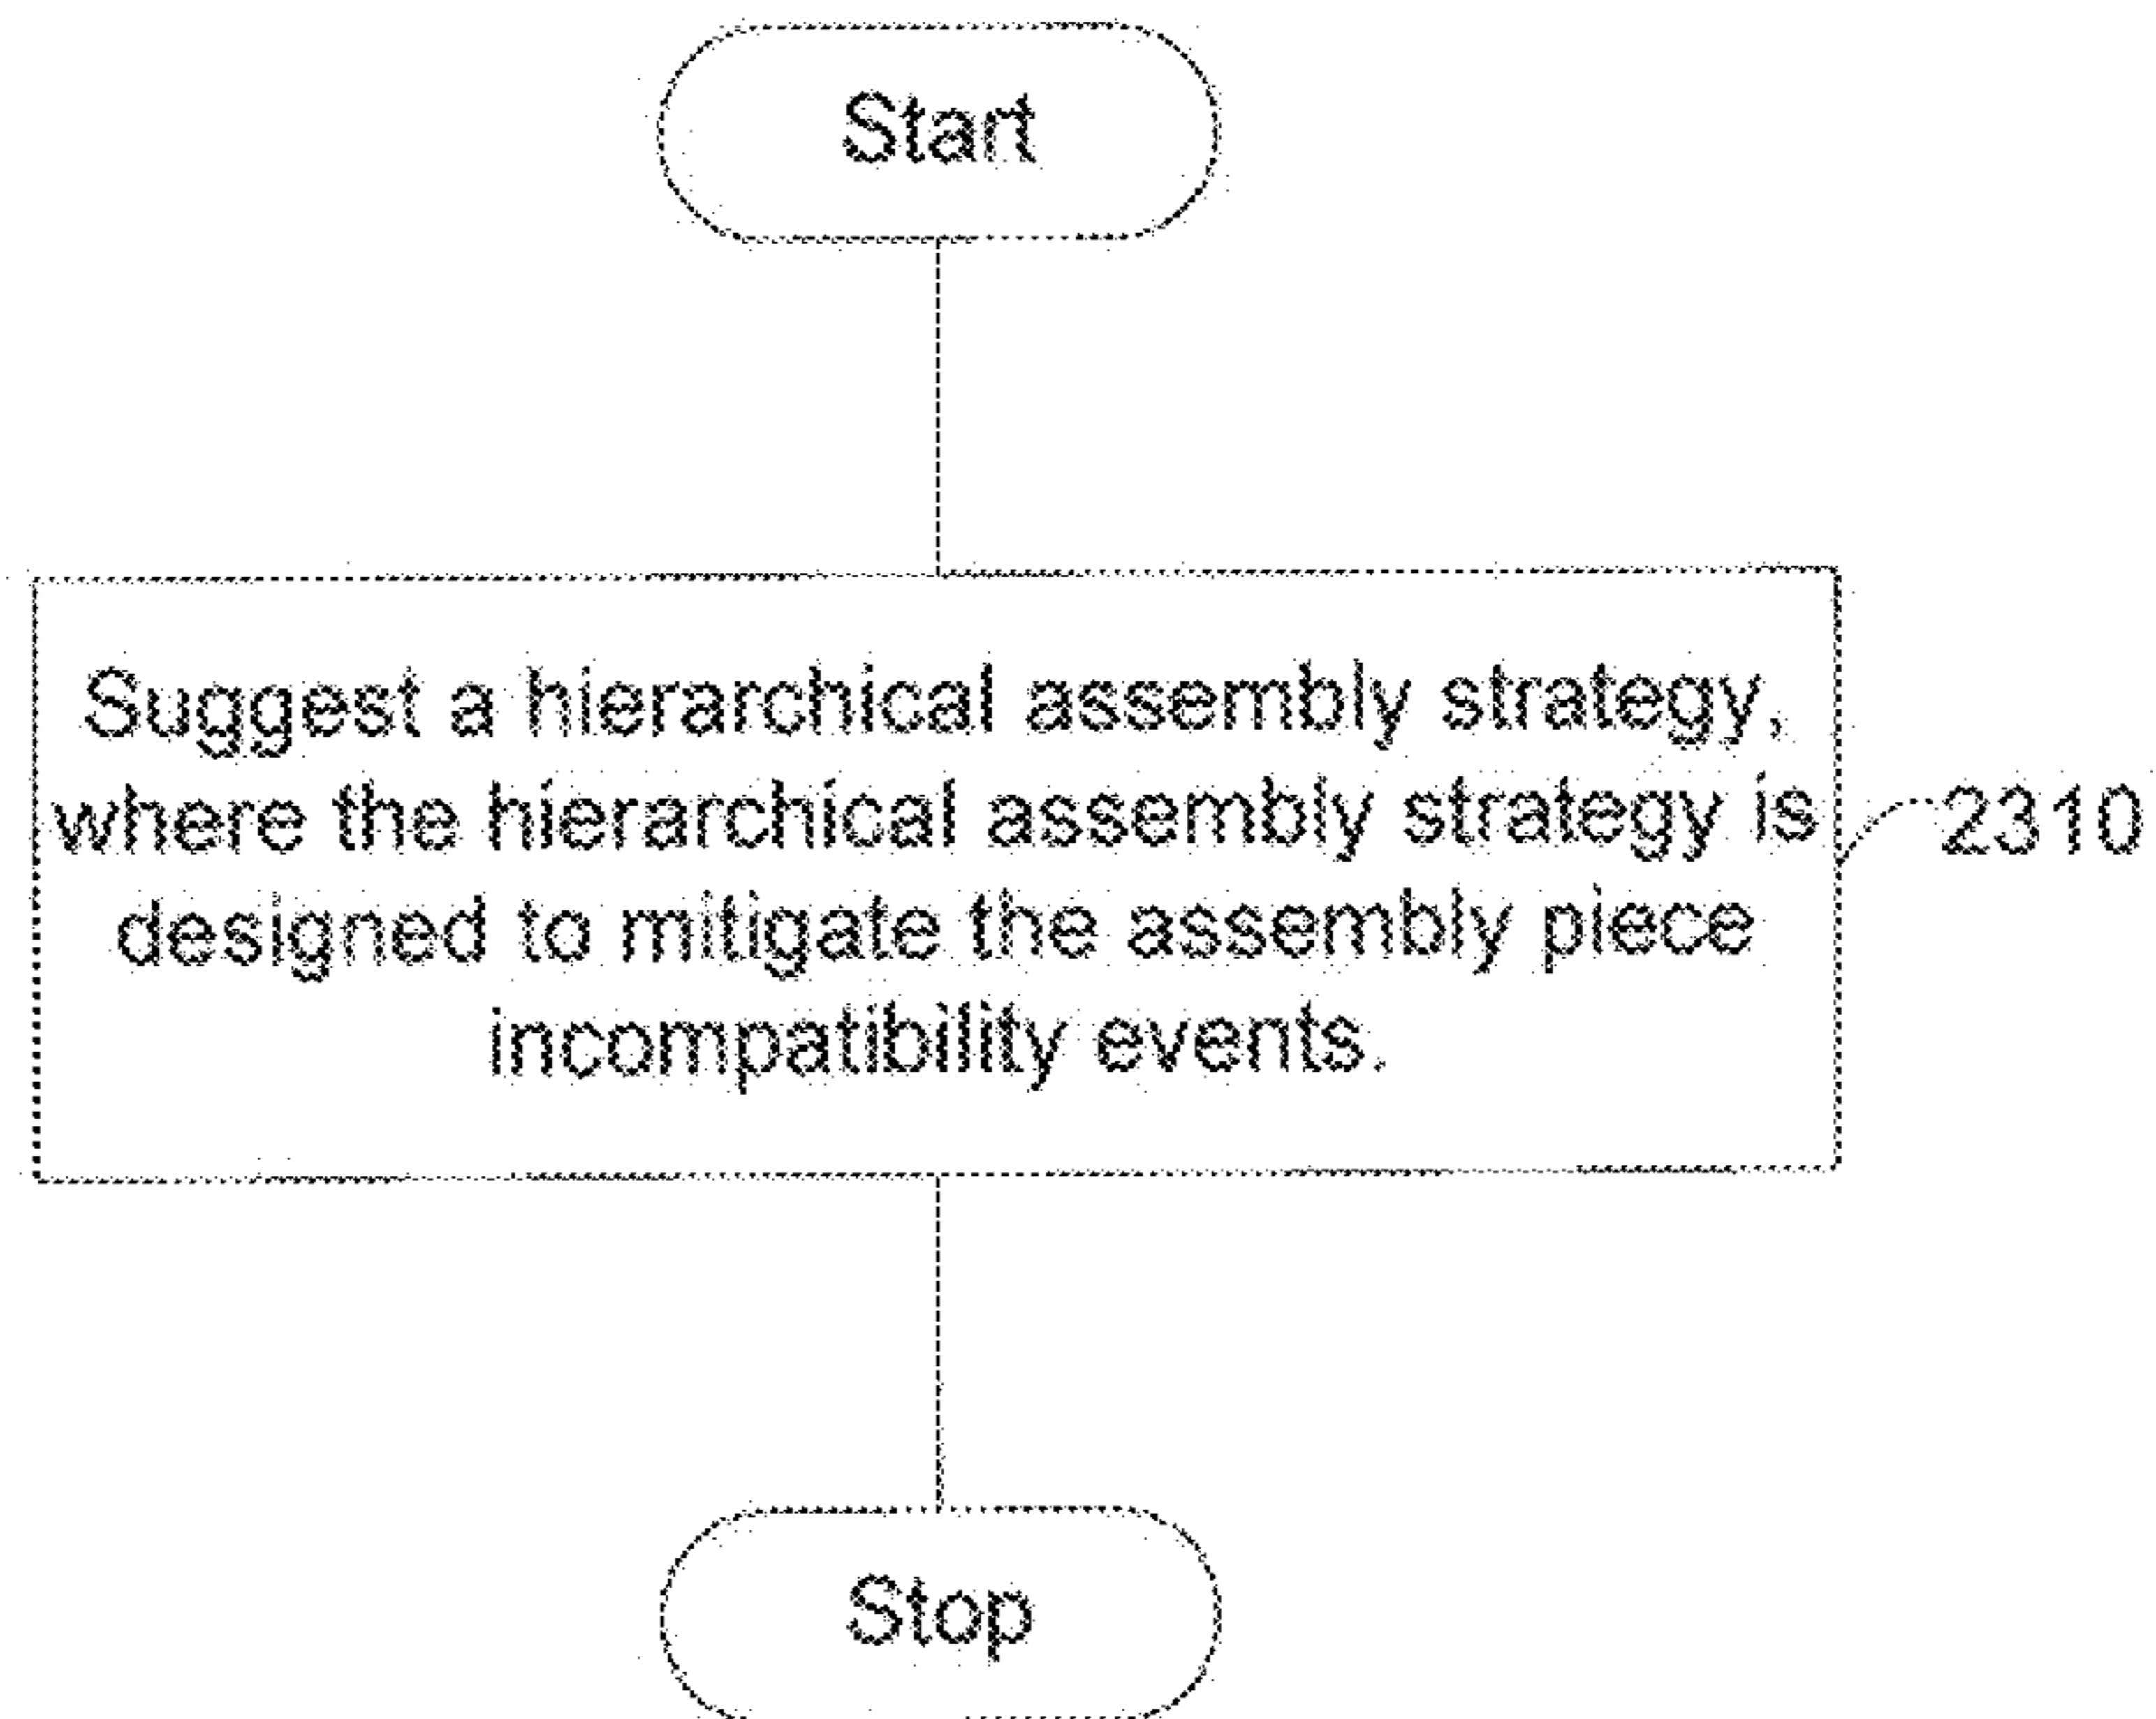 Start
Suggest a hierarchical assembly strategy,
where the hierarchical assembly strategy is
designed to mitigate the assembly piece
incompatibility events.
2310
Stop